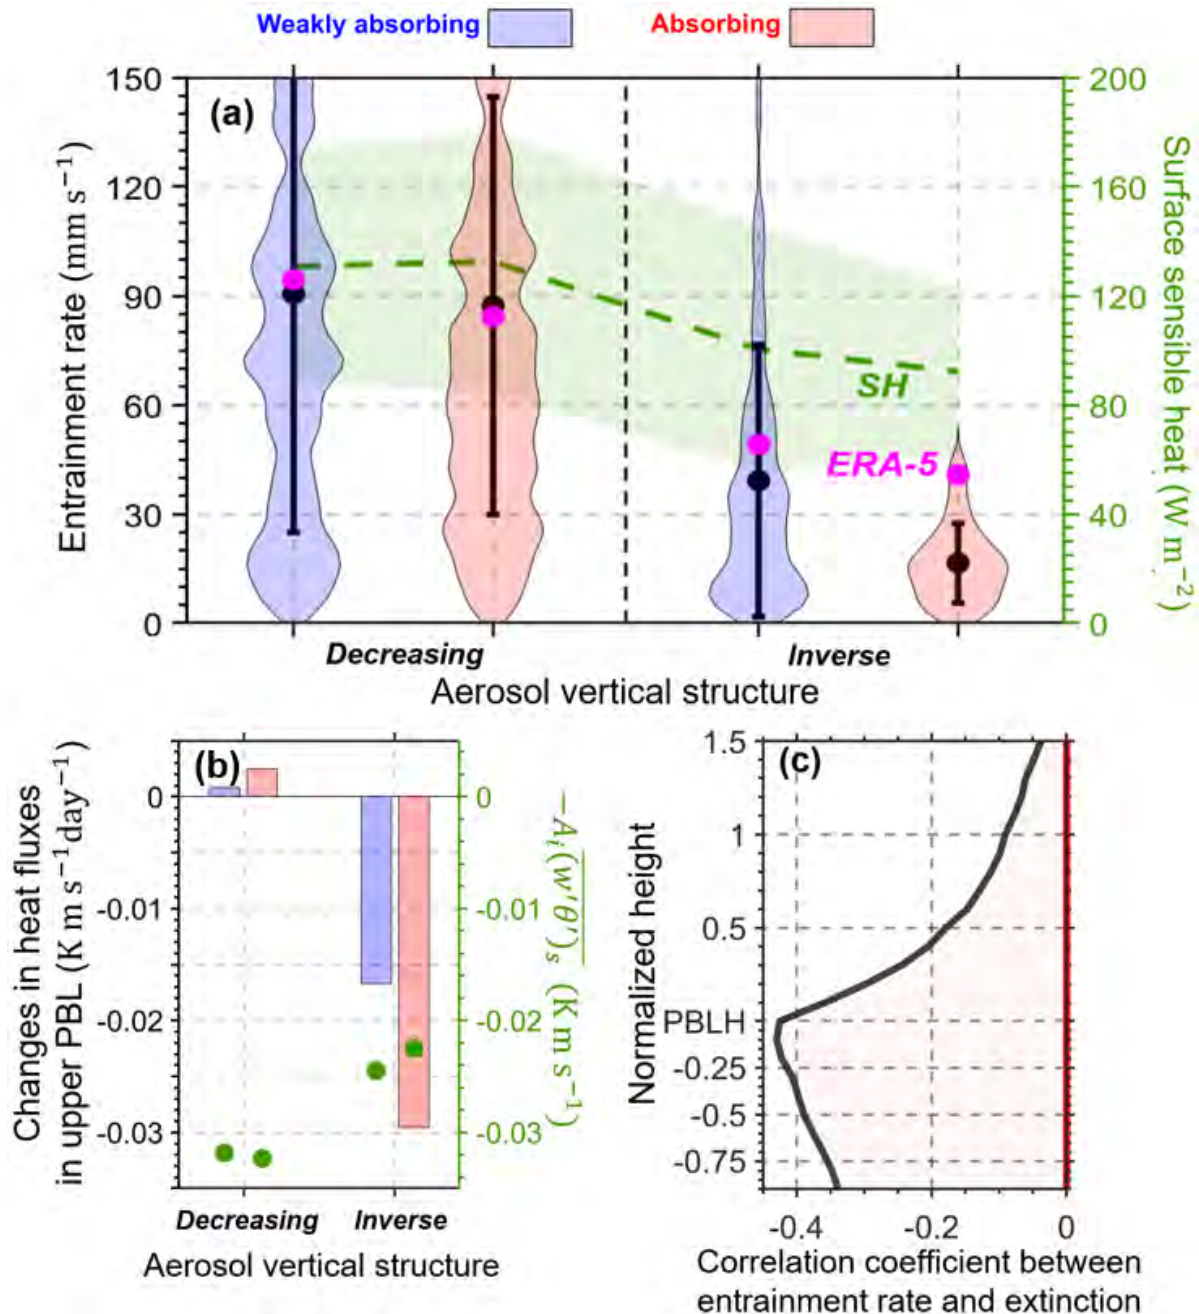 Weakly absorbing Absorbing
(a)
150
120
90
60
30
0
Entrainment rate (mm s⁻¹)
200
160
120
80
40
0
Surface sensible heat (W m⁻²)
SH
ERA-5
Decreasing Inverse
Aerosol vertical structure
(b)
0
-0.01
-0.02
-0.03
Changes in heat fluxes
in upper PBL (K m s⁻¹day⁻¹)
0
-0.01
-0.02
-0.03
−Aᵢ(w′θ′)ₛ (K m s⁻¹)
Decreasing Inverse
Aerosol vertical structure
(c)
1.5
1
0.5
PBLH
-0.25
-0.5
-0.75
Normalized height
-0.4 -0.2 0
Correlation coefficient between
entrainment rate and extinction